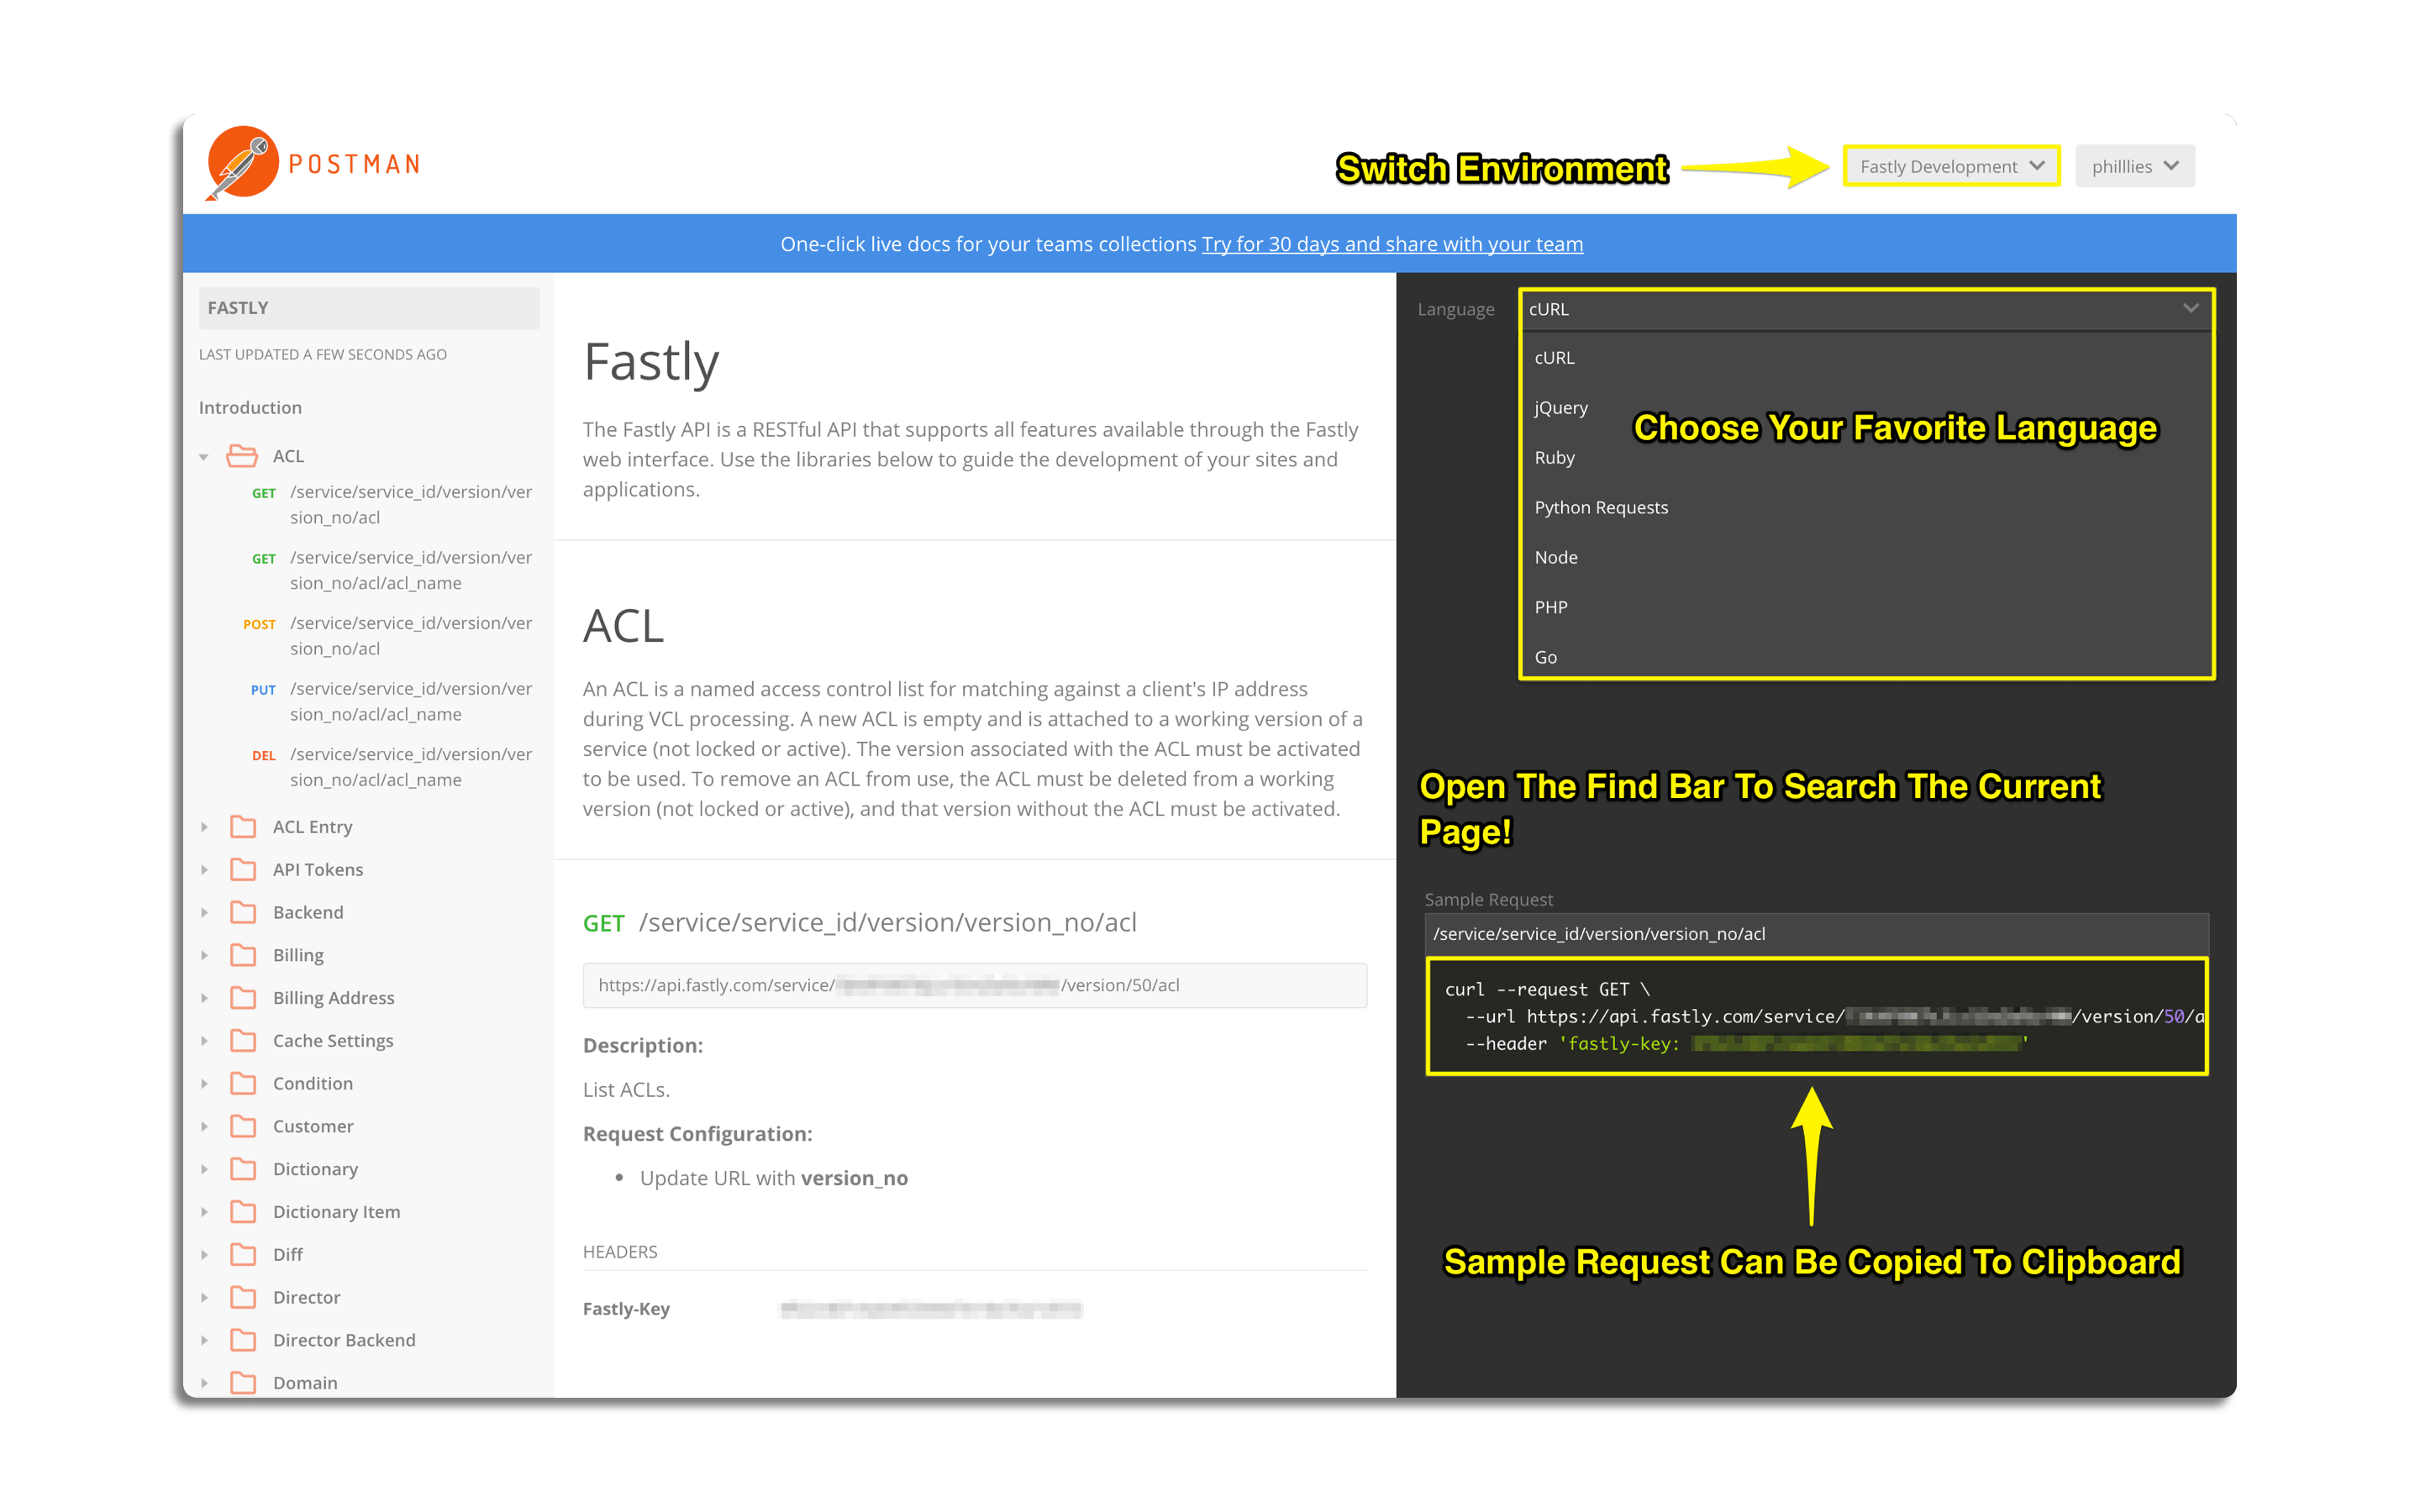 POSTMAN
Switch Environment
Fastly Development
philllies
One-click live docs for your teams collections Try for 30 days and share with your team
FASTLY
LAST UPDATED A FEW SECONDS AGO
Introduction
ACL
GET /service/service_id/version/ver
sion_no/acl
GET /service/service_id/version/ver
sion_no/acl/acl_name
POST /service/service_id/version/ver
sion_no/acl
PUT /service/service_id/version/ver
sion_no/acl/acl_name
DEL /service/service_id/version/ver
sion_no/acl/acl_name
ACL Entry
API Tokens
Backend
Billing
Billing Address
Cache Settings
Condition
Customer
Dictionary
Dictionary Item
Diff
Director
Director Backend
Domain
Fastly
The Fastly API is a RESTful API that supports all features available through the Fastly
web interface. Use the libraries below to guide the development of your sites and
applications.
ACL
An ACL is a named access control list for matching against a client's IP address
during VCL processing. A new ACL is empty and is attached to a working version of a
service (not locked or active). The version associated with the ACL must be activated
to be used. To remove an ACL from use, the ACL must be deleted from a working
version (not locked or active), and that version without the ACL must be activated.
GET /service/service_id/version/version_no/acl
https://api.fastly.com/service/ /version/50/acl
Description:
List ACLs.
Request Configuration:
• Update URL with version_no
HEADERS
Fastly-Key
Language
cURL
cURL
jQuery
Choose Your Favorite Language
Ruby
Python Requests
Node
PHP
Go
Open The Find Bar To Search The Current
Page!
Sample Request
/service/service_id/version/version_no/acl
curl --request GET \
--url https://api.fastly.com/service/ /version/50/a
--header 'fastly-key: '
Sample Request Can Be Copied To Clipboard